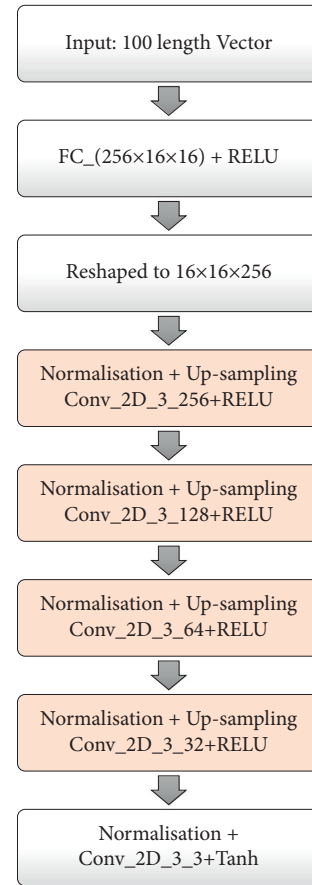 Input: 100 length Vector
FC_(256×16×16) + RELU
Reshaped to 16×16×256
Normalisation + Up-sampling
Conv_2D_3_256+RELU
Normalisation + Up-sampling
Conv_2D_3_128+RELU
Normalisation + Up-sampling
Conv_2D_3_64+RELU
Normalisation + Up-sampling
Conv_2D_3_32+RELU
Normalisation +
Conv_2D_3_3+Tanh